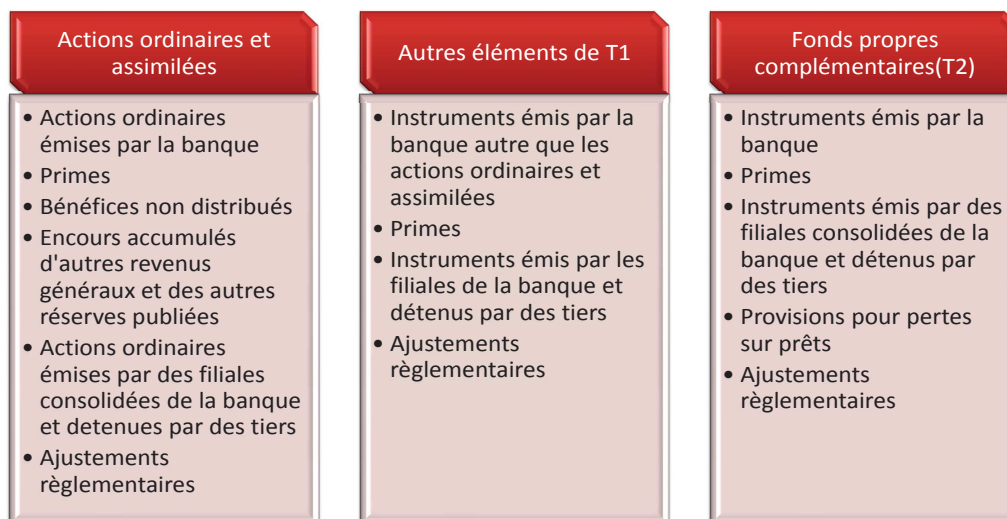 Actions ordinaires et
assimilées
• Actions ordinaires
émises par la banque
• Primes
• Bénéfices non distribués
• Encours accumulés
d'autres revenus
généraux et des autres
réserves publiées
• Actions ordinaires
émises par des filiales
consolidées de la banque
et detenues par des tiers
• Ajustements
règlementaires
Autres éléments de T1
• Instruments émis par la
banque autre que les
actions ordinaires et
assimilées
• Primes
• Instruments émis par les
filiales de la banque et
détenus par des tiers
• Ajustements
règlementaires
Fonds propres
complémentaires(T2)
• Instruments émis par la
banque
• Primes
• Instruments émis par des
filiales consolidées de la
banque et détenus par
des tiers
• Provisions pour pertes
sur prêts
• Ajustements
règlementaires